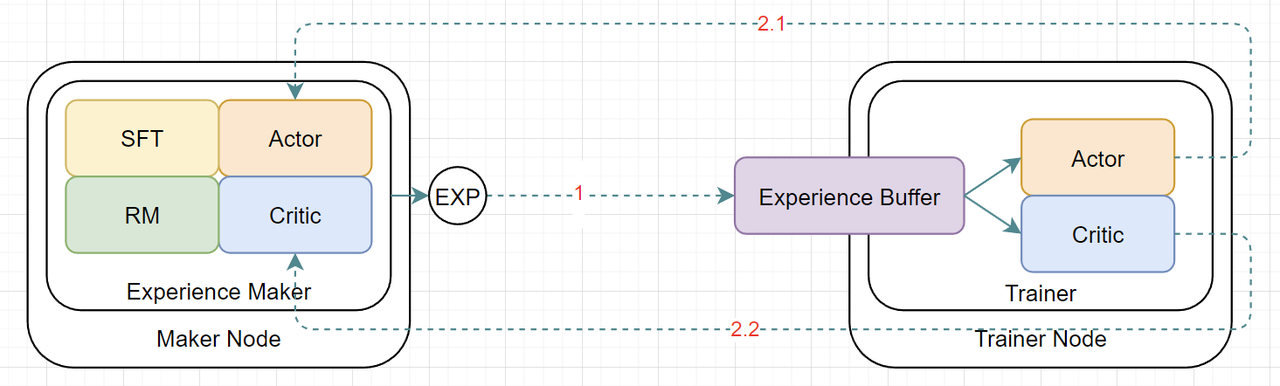 2.1
SFT
Actor
RM
Critic
Experience Maker
Maker Node
EXP
1
Experience Buffer
Actor
Critic
Trainer
2.2
Trainer Node